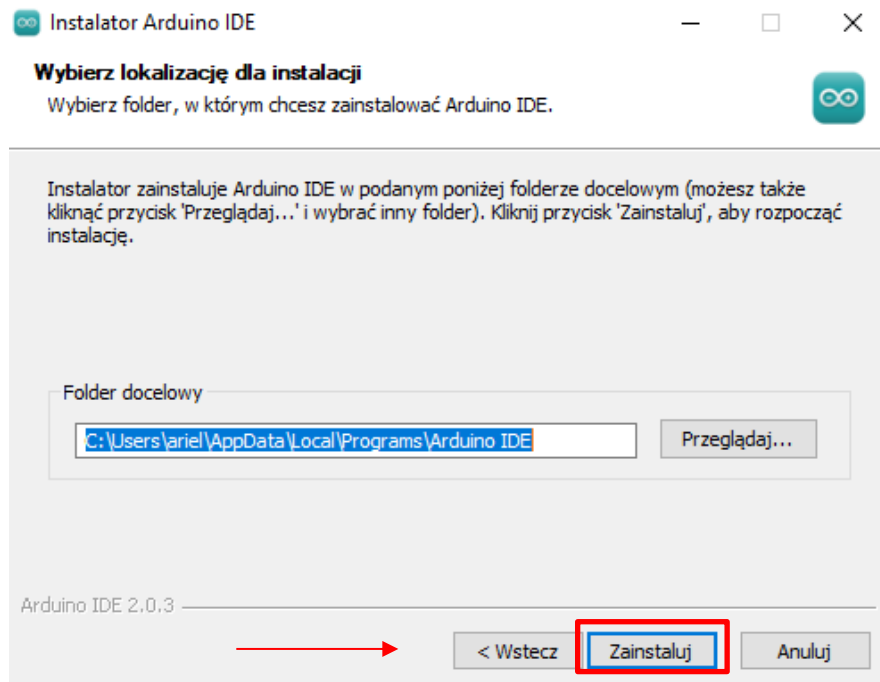 Instalator Arduino IDE
Wybierz lokalizację dla instalacji
Wybierz folder, w którym chcesz zainstalować Arduino IDE.
Instalator zainstaluje Arduino IDE w podanym poniżej folderze docelowym (możesz także
kliknąć przycisk 'Przeglądaj...' i wybrać inny folder). Kliknij przycisk 'Zainstaluj', aby rozpocząć
instalację.
Folder docelowy
C:\Users\ariel\AppData\Local\Programs\Arduino IDE
Przeglądaj...
Arduino IDE 2.0.3
< Wstecz
Zainstaluj
Anuluj